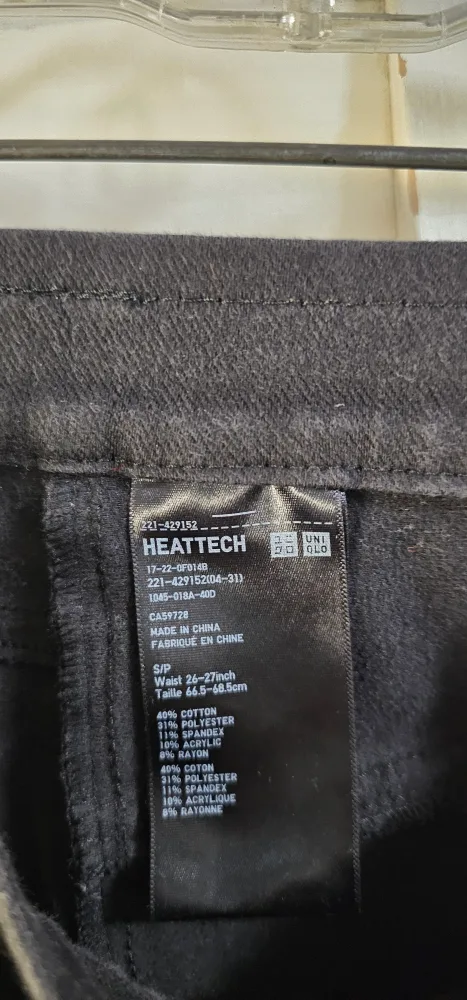 221-429152
HEATTECH UNI QLO
17-22-0F014B
221-429152(04-31)
1045-018A-40D
CA59728
MADE IN CHINA
FABRIQUÉ EN CHINE
S/P
Waist 26-27inch
Taille 66.5-68.5cm
40% COTTON
31% POLYESTER
11% SPANDEX
10% ACRYLIC
8% RAYON
40% COTON
31% POLYESTER
11% SPANDEX
10% ACRYLIQUE
8% RAYONNE